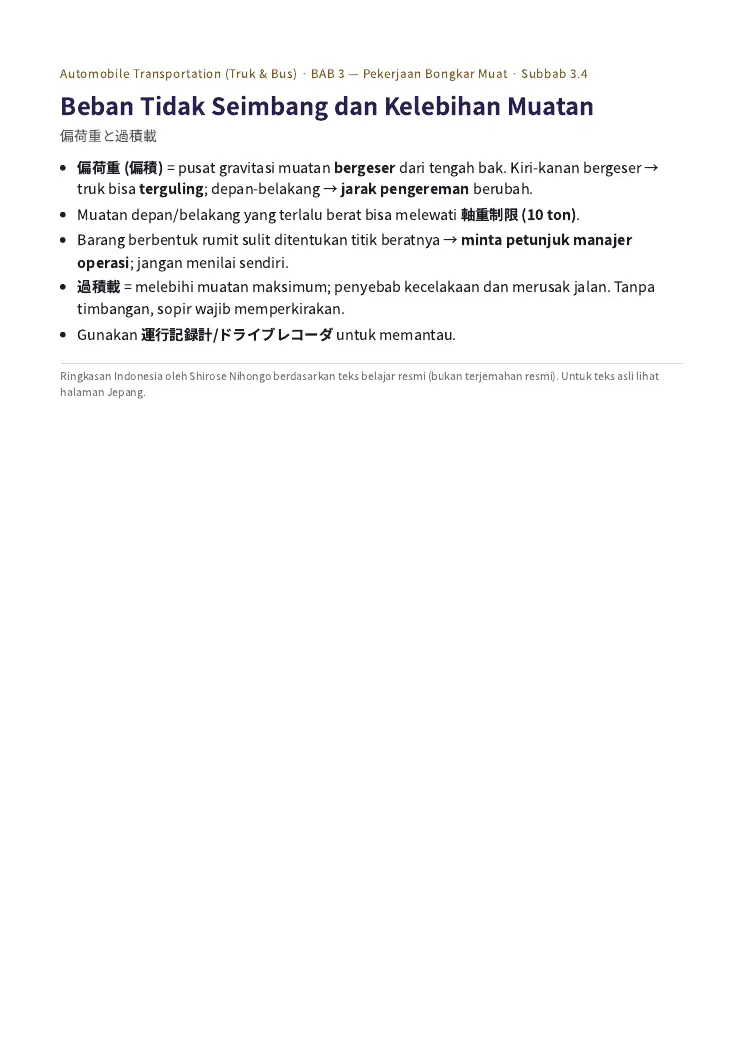 Automobile Transportation (Truk & Bus) · BAB 3 — Pekerjaan Bongkar Muat · Subbab 3.4
Beban Tidak Seimbang dan Kelebihan Muatan
偏荷重と過積載
• 偏荷重 (偏積) = pusat gravitasi muatan bergeser dari tengah bak. Kiri-kanan bergeser →
truk bisa terguling; depan-belakang → jarak pengereman berubah.
• Muatan depan/belakang yang terlalu berat bisa melewati 軸重制限 (10 ton).
• Barang berbentuk rumit sulit ditentukan titik beratnya → minta petunjuk manajer
operasi; jangan menilai sendiri.
• 過積載 = melebihi muatan maksimum; penyebab kecelakaan dan merusak jalan. Tanpa
timbangan, sopir wajib memperkirakan.
• Gunakan 運行記録計/ドライブレコーダ untuk memantau.
Ringkasan Indonesia oleh Shirose Nihongo berdasarkan teks belajar resmi (bukan terjemahan resmi). Untuk teks asli lihat
halaman Jepang.